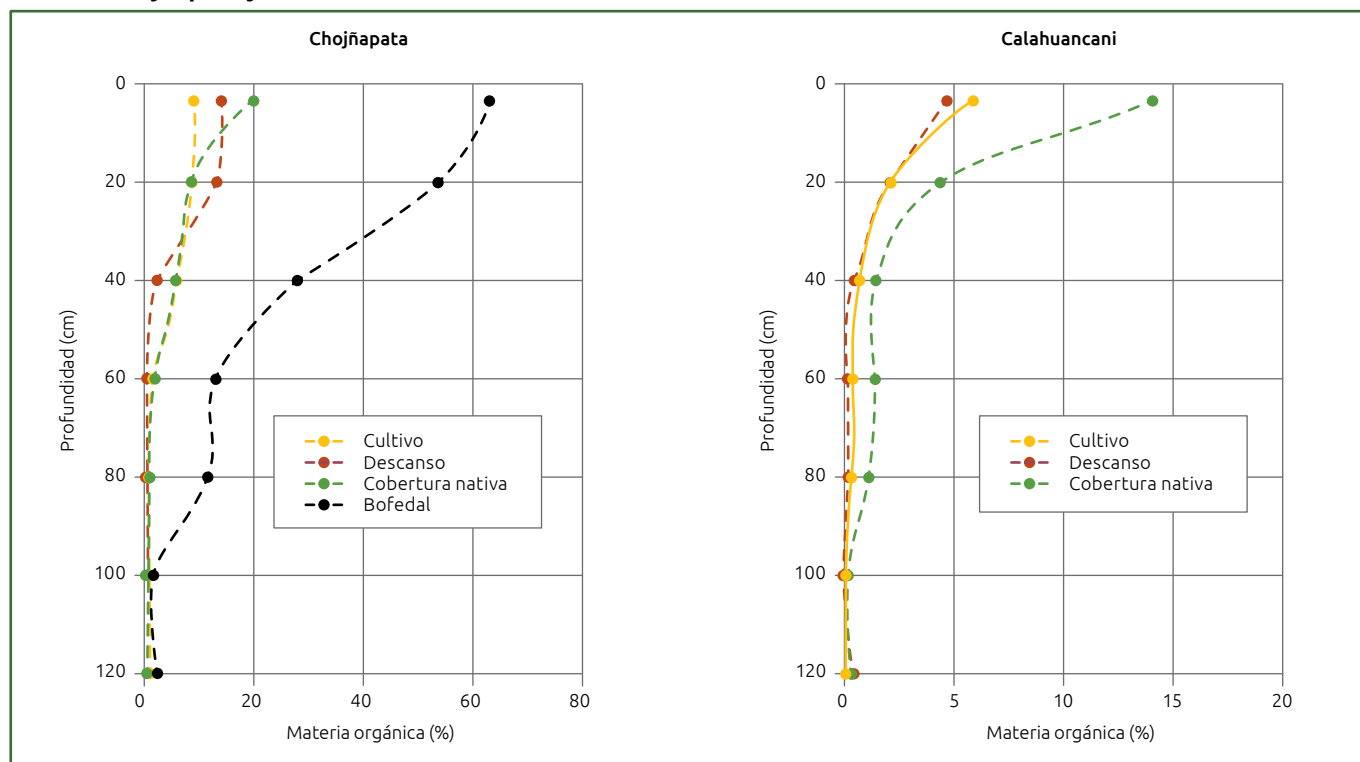 Chojñapata
0
20
40
60
80
100
120
Profundidad (cm)
0
20
40
60
80
Materia orgánica (%)
Cultivo
Descanso
Cobertura nativa
Bofedal
Calahuancani
0
20
40
60
80
100
120
Profundidad (cm)
0
5
10
15
20
Materia orgánica (%)
Cultivo
Descanso
Cobertura nativa